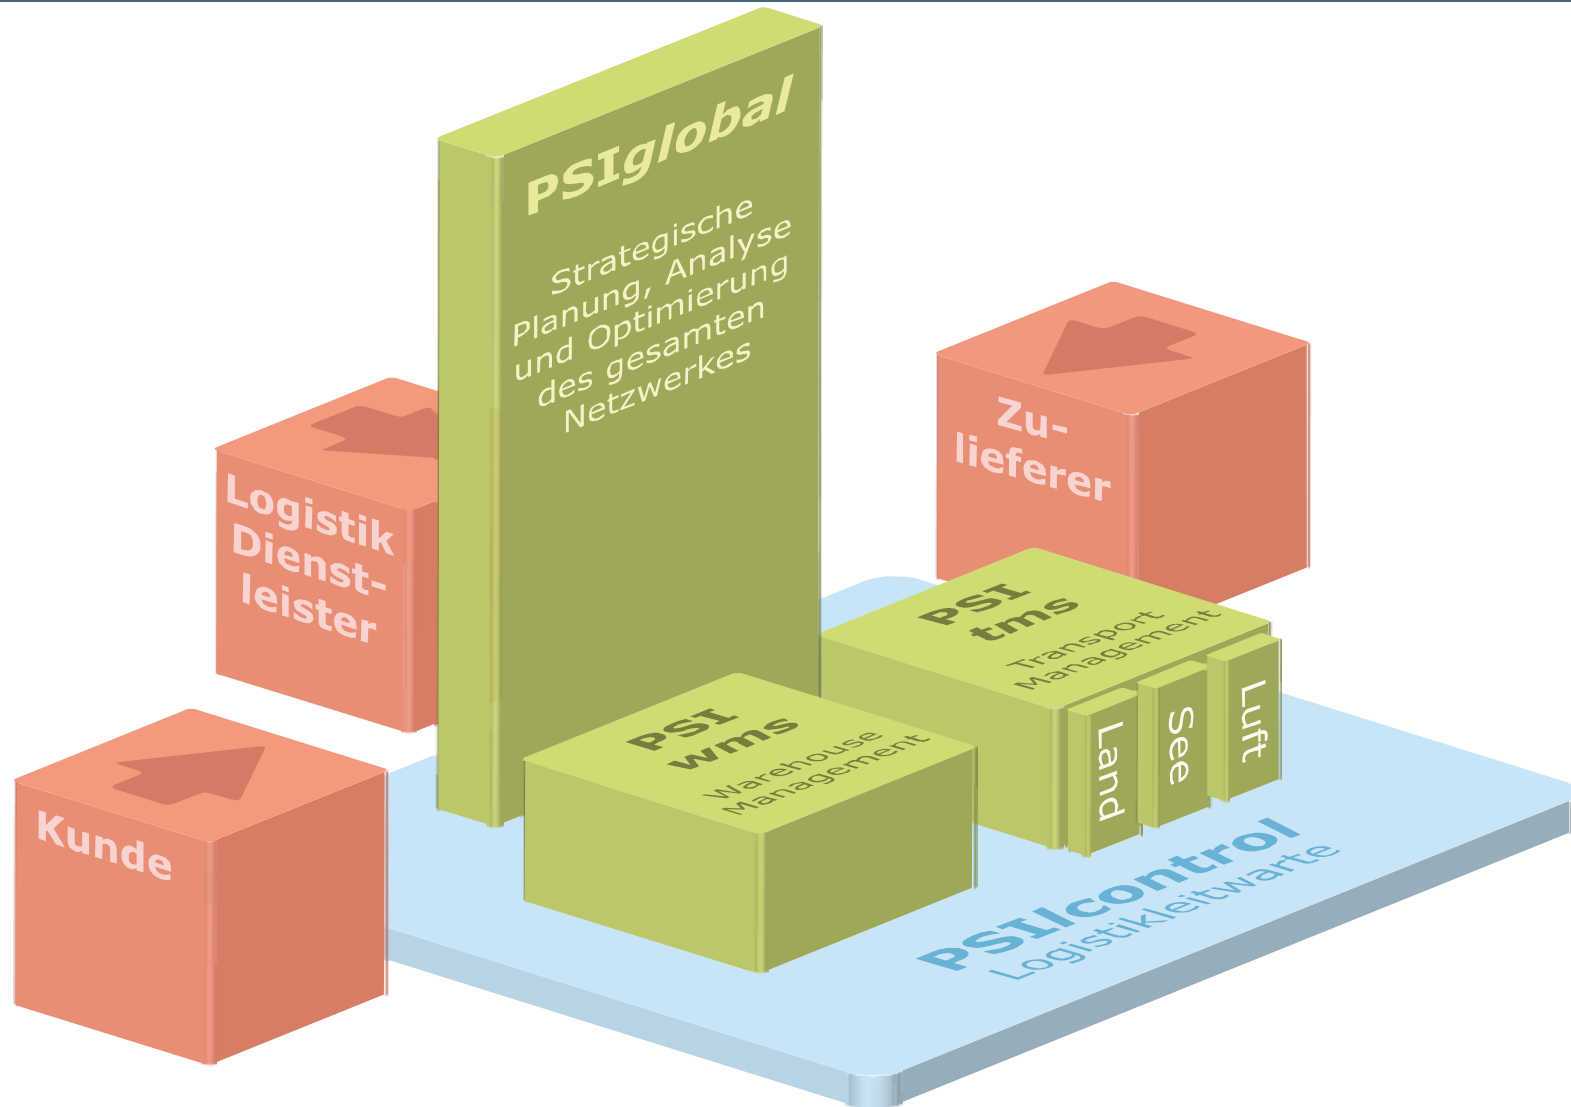 PSIglobal
Strategische
Planung, Analyse
und Optimierung
des gesamten
Netzwerkes
Zu-
lieferer
Logistik
Dienst-
leister
Kunde
PSI
tms
Transport
Management
Land
See
Luft
PSI
wms
Warehouse
Management
PSIlcontrol
Logistikleitwarte